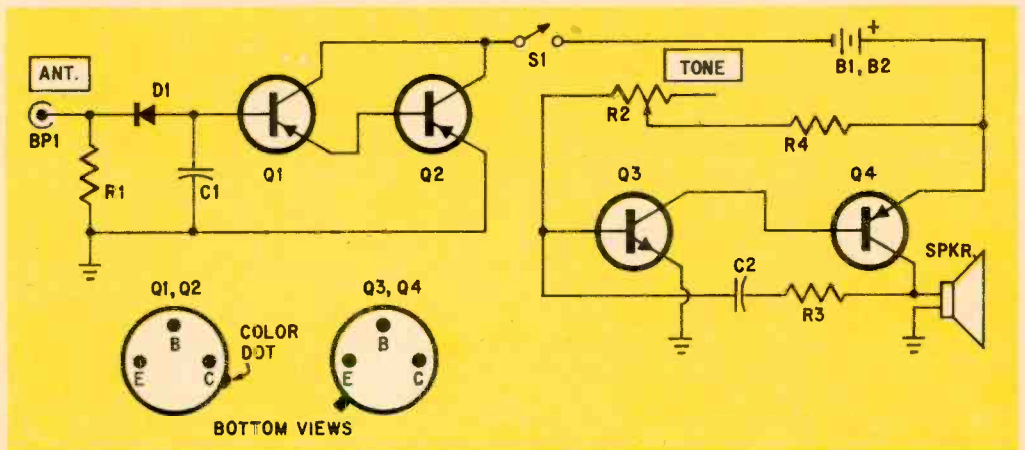 ANT.
BP1
D1
R1
C1
Q1
Q2
S1
+
B1, B2
TONE
R2
R4
Q3
Q4
C2
R3
SPKR.
Q1, Q2
B
E
C
COLOR
DOT
Q3, Q4
B
E
C
BOTTOM VIEWS